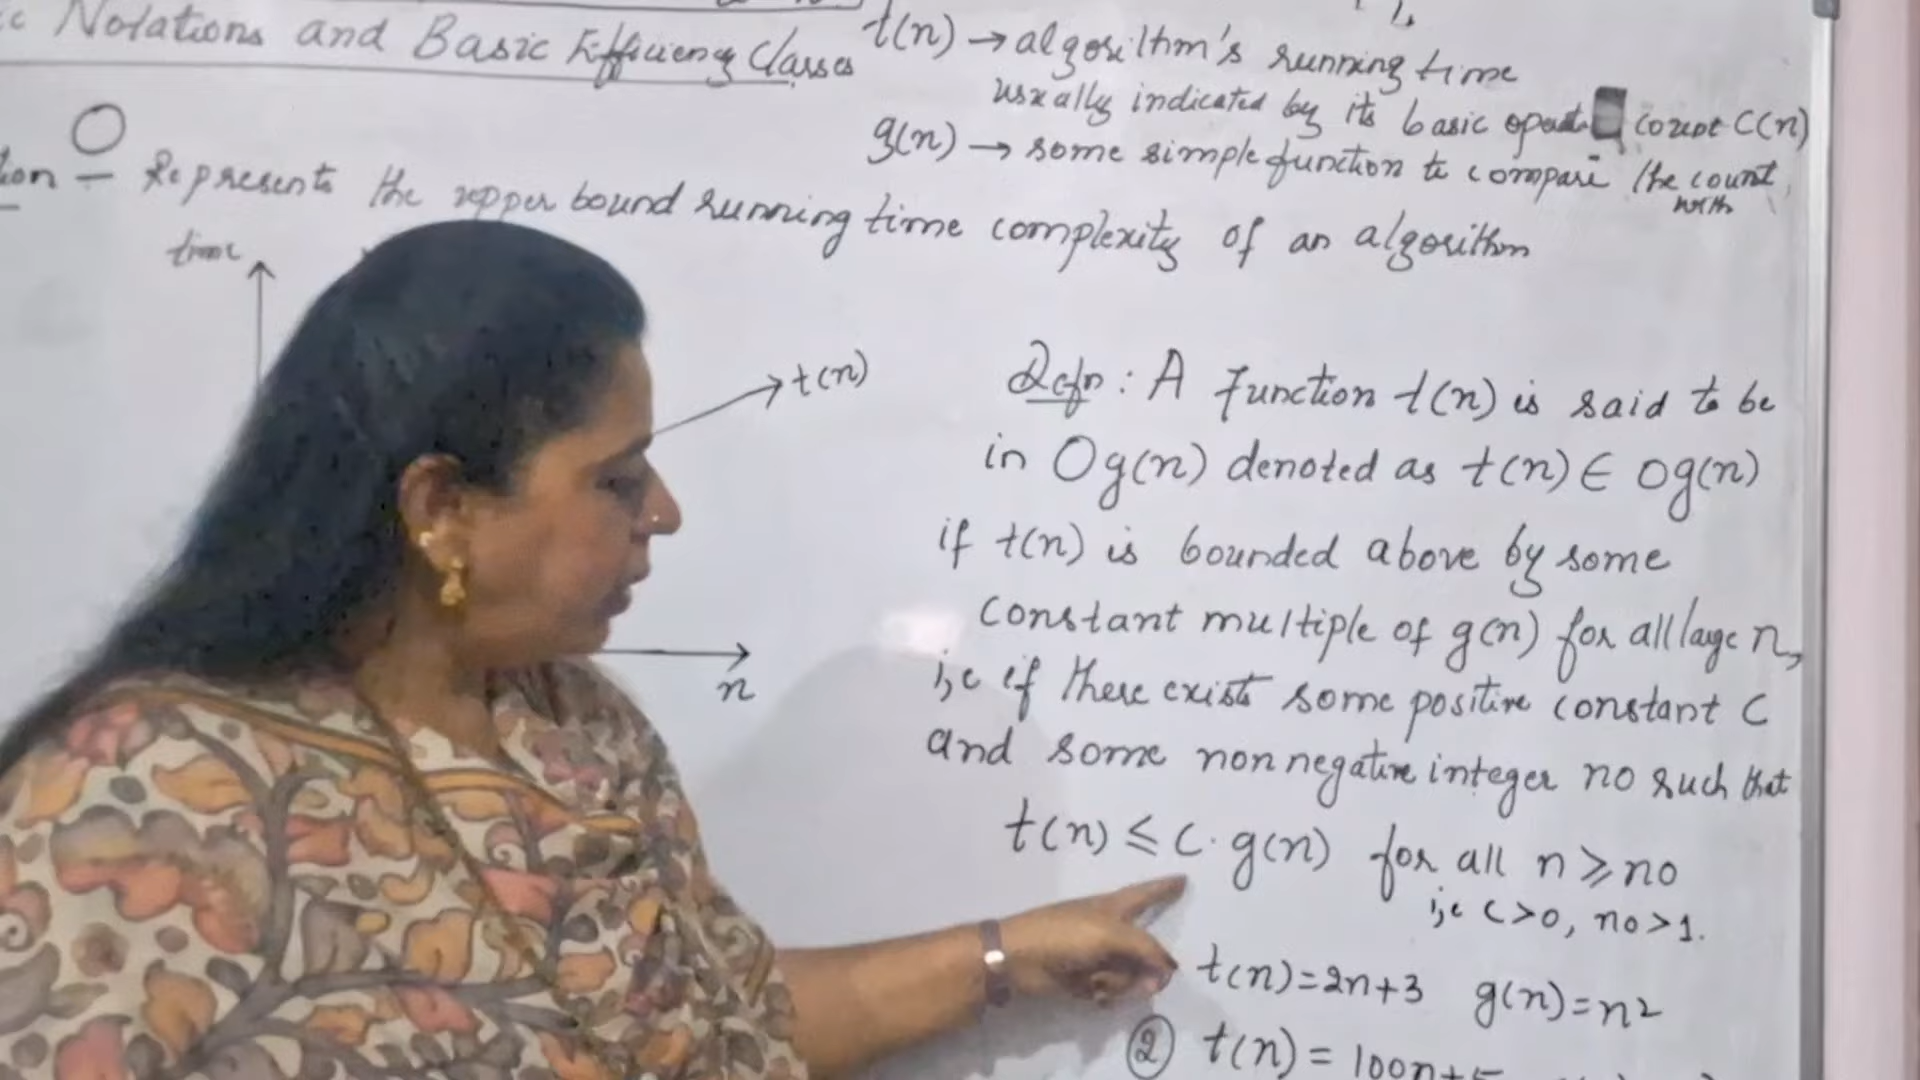 c Notations and Basic Efficiency Classes
t(n) → algorithm's running time
usually indicated by its basic count C(n)
g(n) → some simple function to compare the count
with
O
ion - Represents the upper bound running time complexity of an algorithm
time
t(n)
n
Defn: A function t(n) is said to be
in Og(n) denoted as t(n) ∈ Og(n)
if t(n) is bounded above by some
constant multiple of g(n) for all large n,
i,e if there exists some positive constant C
and some nonnegative integer no such that
t(n) ≤ C. g(n) for all n ≥ no
i,e C>0, no>1.
t(n)=2n+3 g(n)=n2
② t(n) = 100n+5